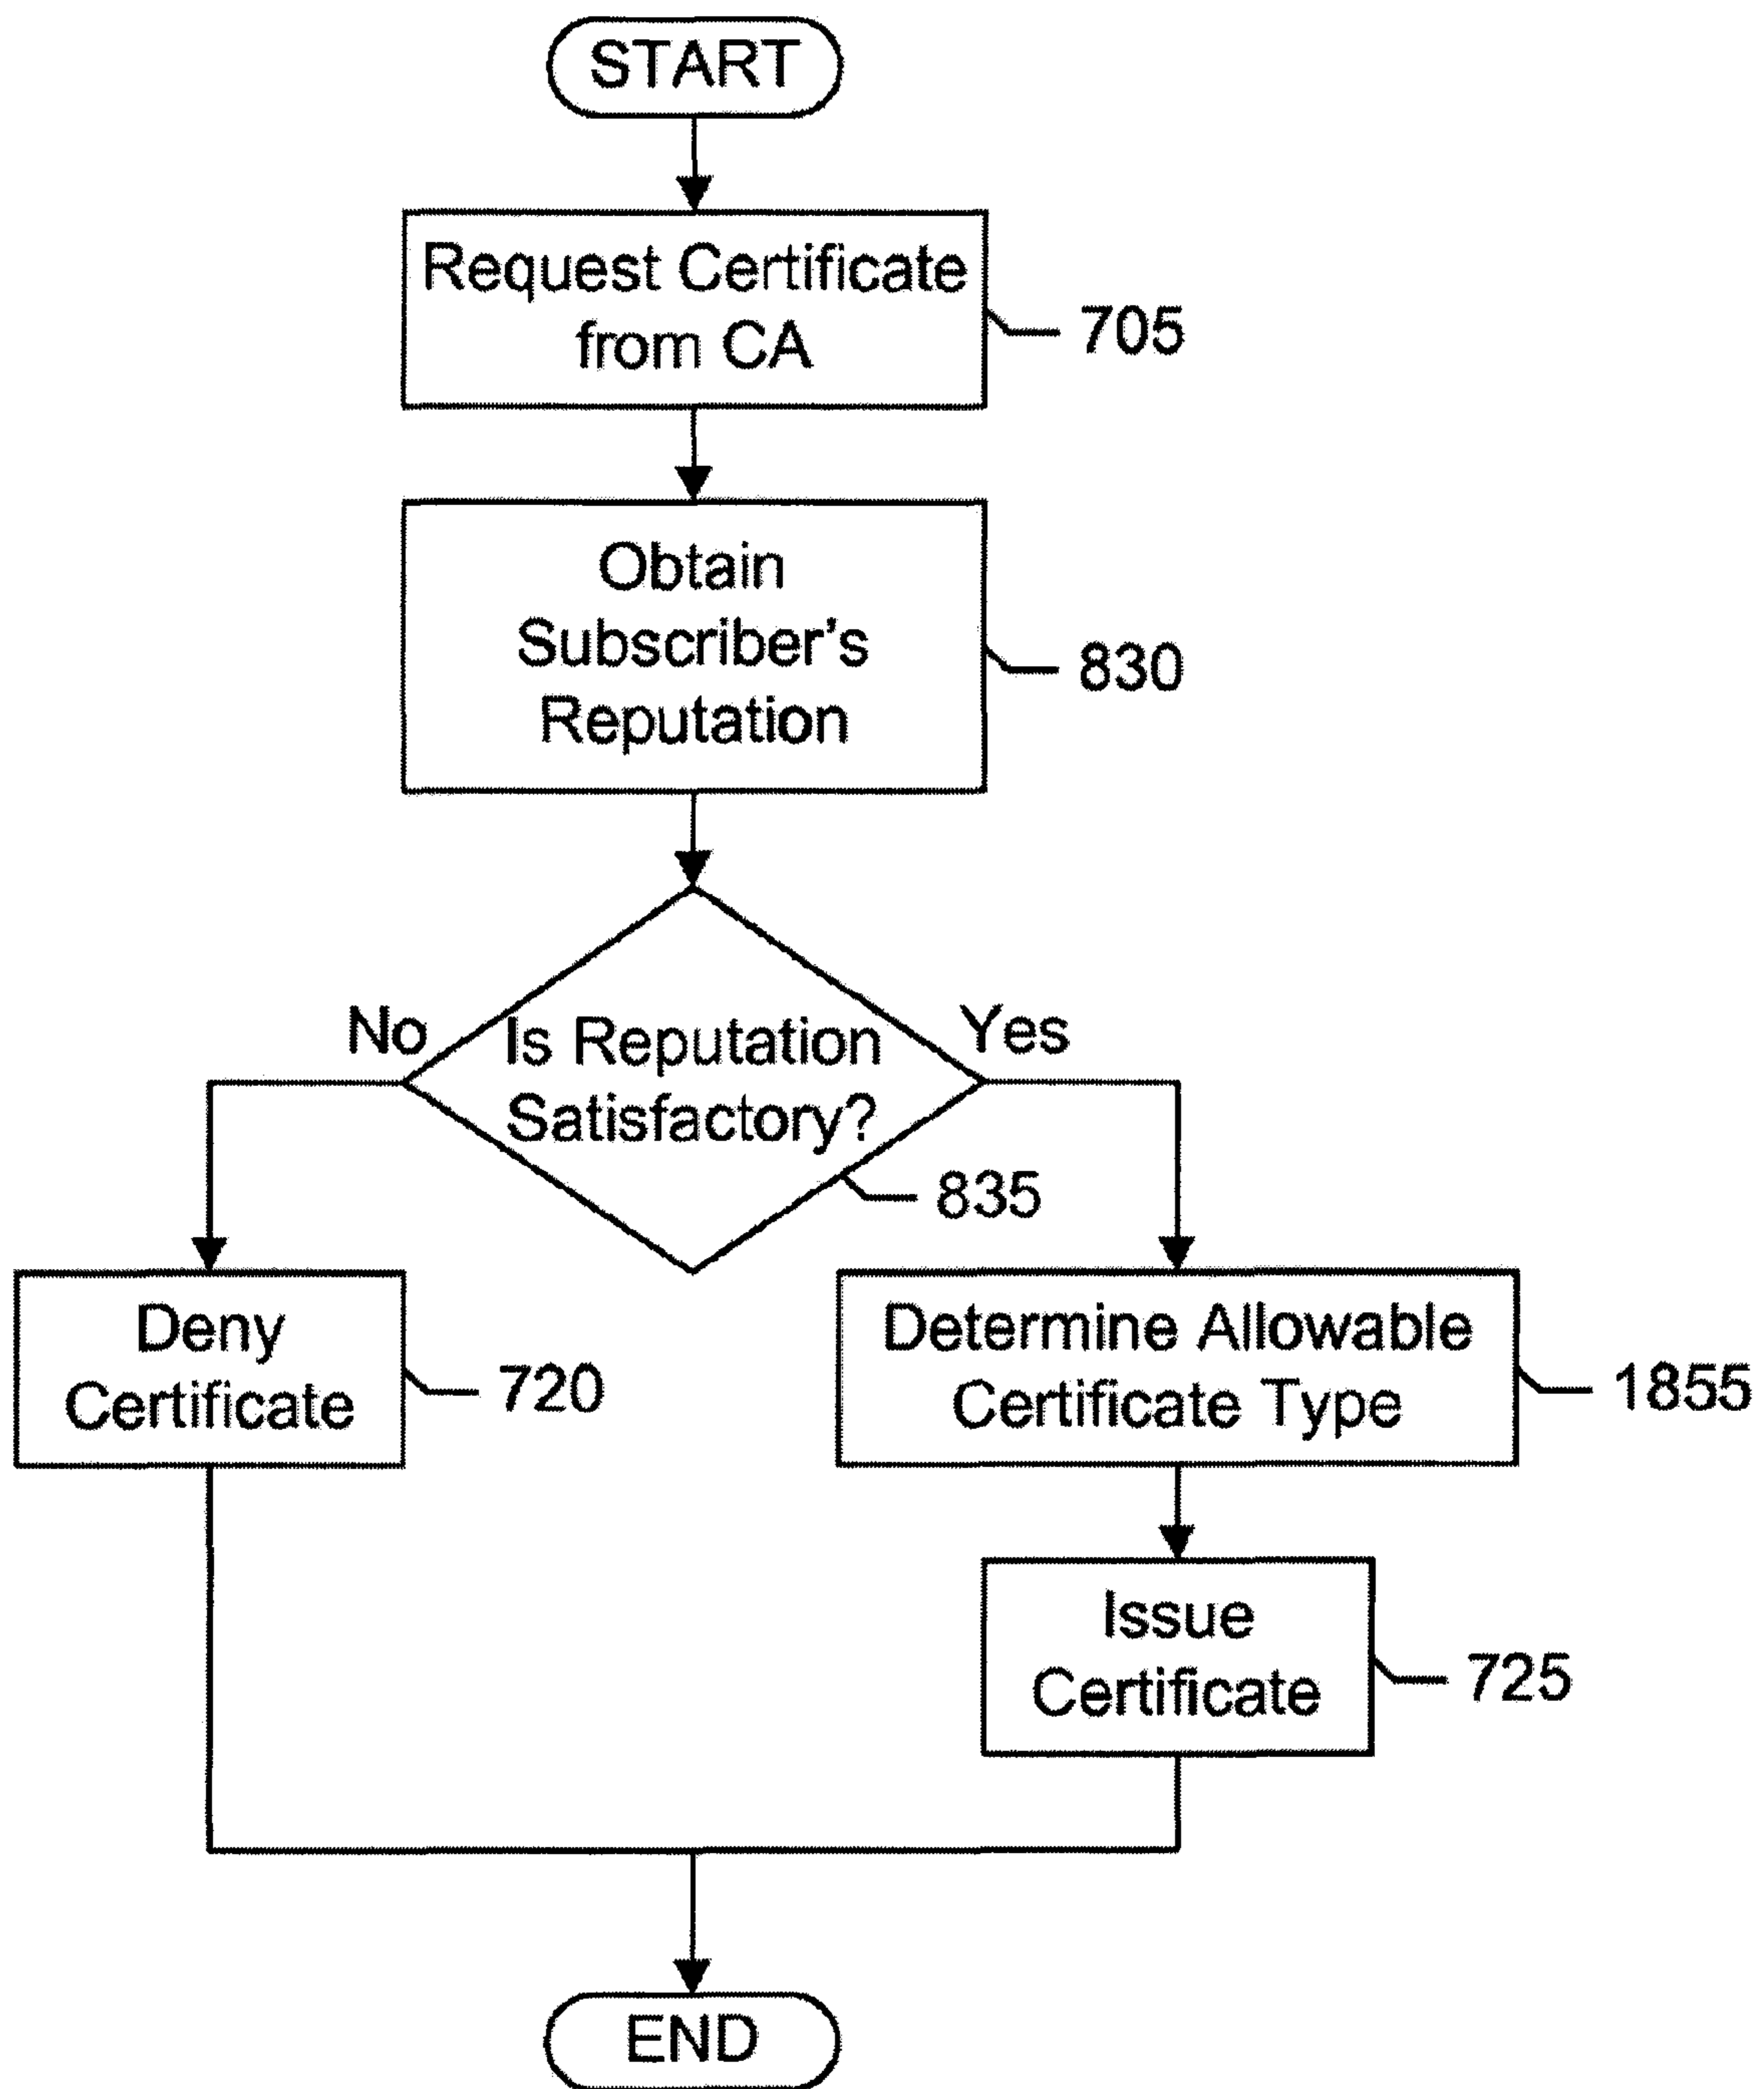 START
Request Certificate
from CA
705
Obtain
Subscriber's
Reputation
830
No
Is Reputation
Satisfactory?
Yes
835
Deny
Certificate
720
Determine Allowable
Certificate Type
1855
Issue
Certificate
725
END